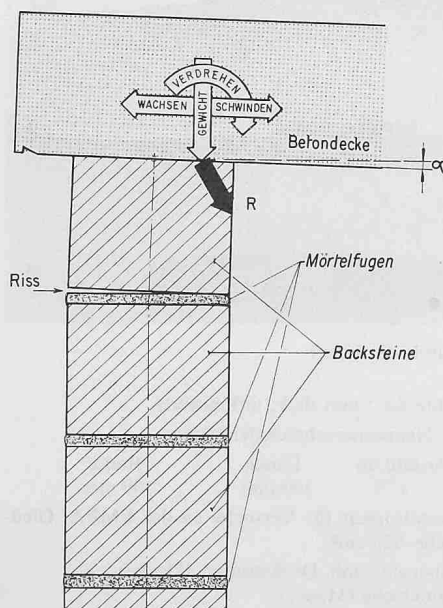 VERDREHEN
WACHSEN
SCHWINDEN
GEWICHT
Betondecke
α
R
Mörtelfugen
Riss
Backsteine